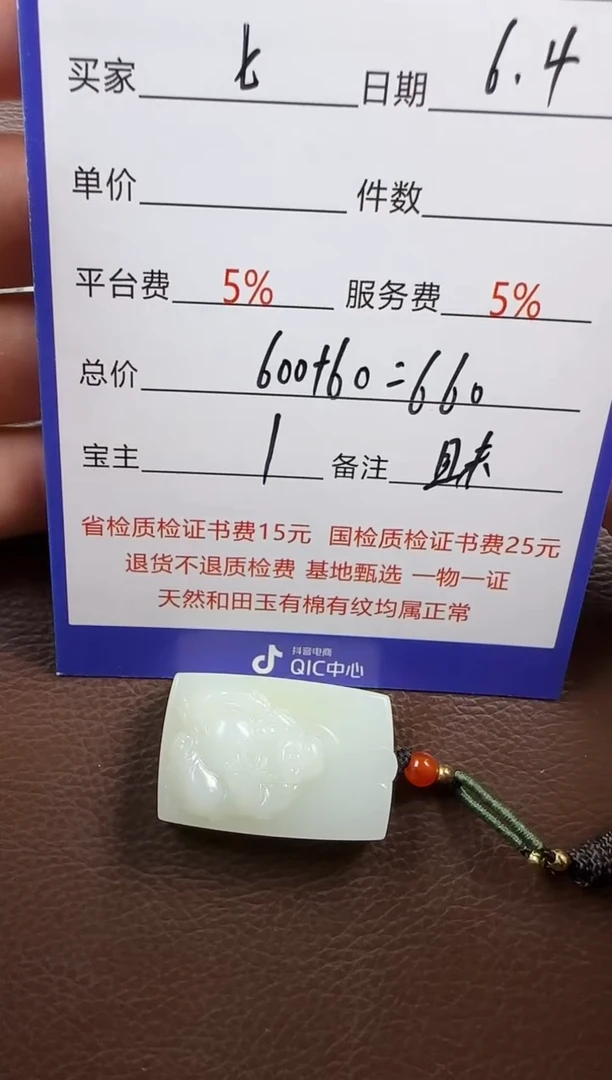 买家 七 日期 6.4
单价 件数
平台费 5% 服务费 5%
总价 600+60=660
宝主 1 备注 且末
省检质检证书费15元 国检质检证书费25元
退货不退质检费 基地甄选 一物一证
天然和田玉有棉有纹均属正常
抖音电商
QIC中心